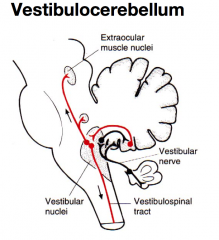 Vestibulocerebellum
Extraocular
muscle nuclei
Vestibular
nerve
Vestibular
nuclei
Vestibulospinal
tract